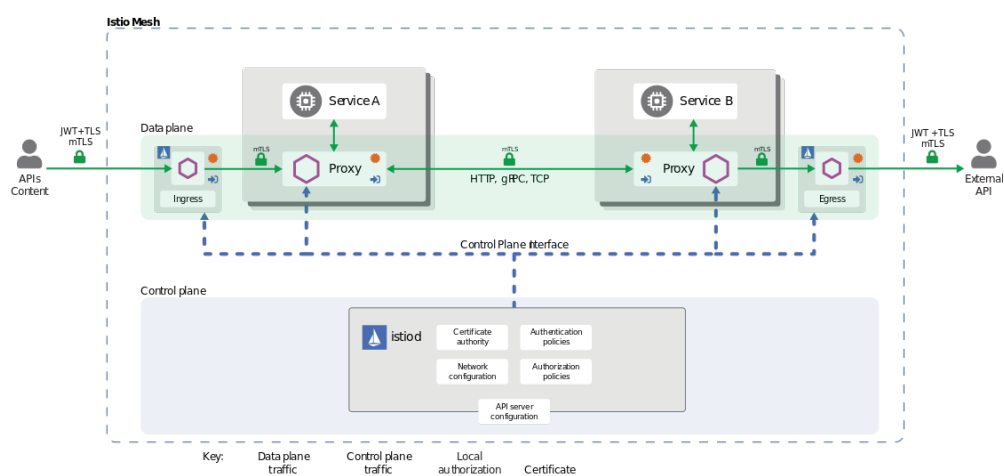 Istio Mesh
Service A
Service B
Data plane
JWT+TLS
mTLS
mTLS
mTLS
mTLS
JWT +TLS
mTLS
Proxy
Proxy
HTTP, gRPC, TCP
APIs
Content
Ingress
Egress
External
API
Control Plane Interface
Control plane
istiod
Certificate
authority
Authentication
policies
Network
configuration
Authorization
policies
API server
configuration
Key:
Data plane
traffic
Control plane
traffic
Local
authorization
Certificate